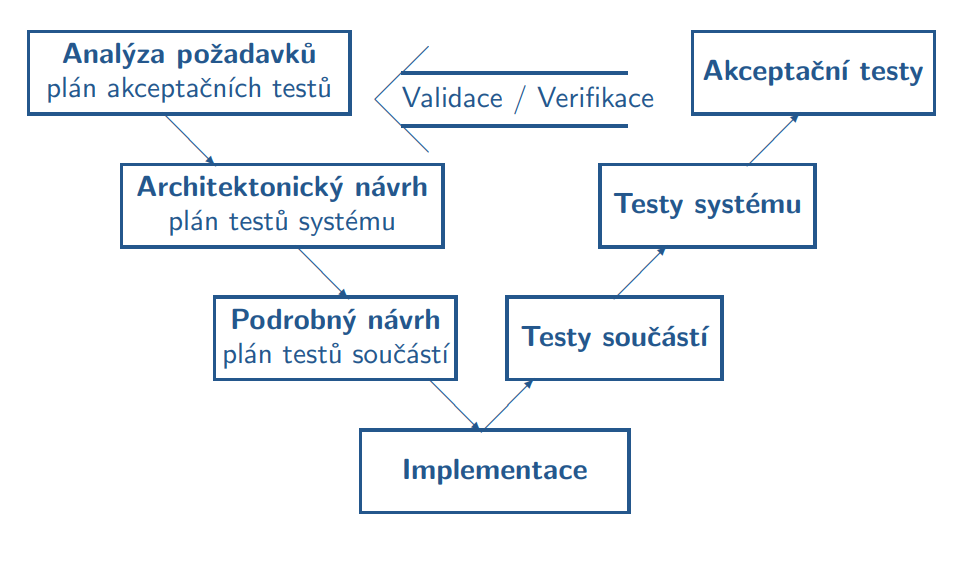 Analýza požadavků
plán akceptačních testů
Validace / Verifikace
Akceptační testy
Architektonický návrh
plán testů systému
Testy systému
Podrobný návrh
plán testů součástí
Testy součástí
Implementace